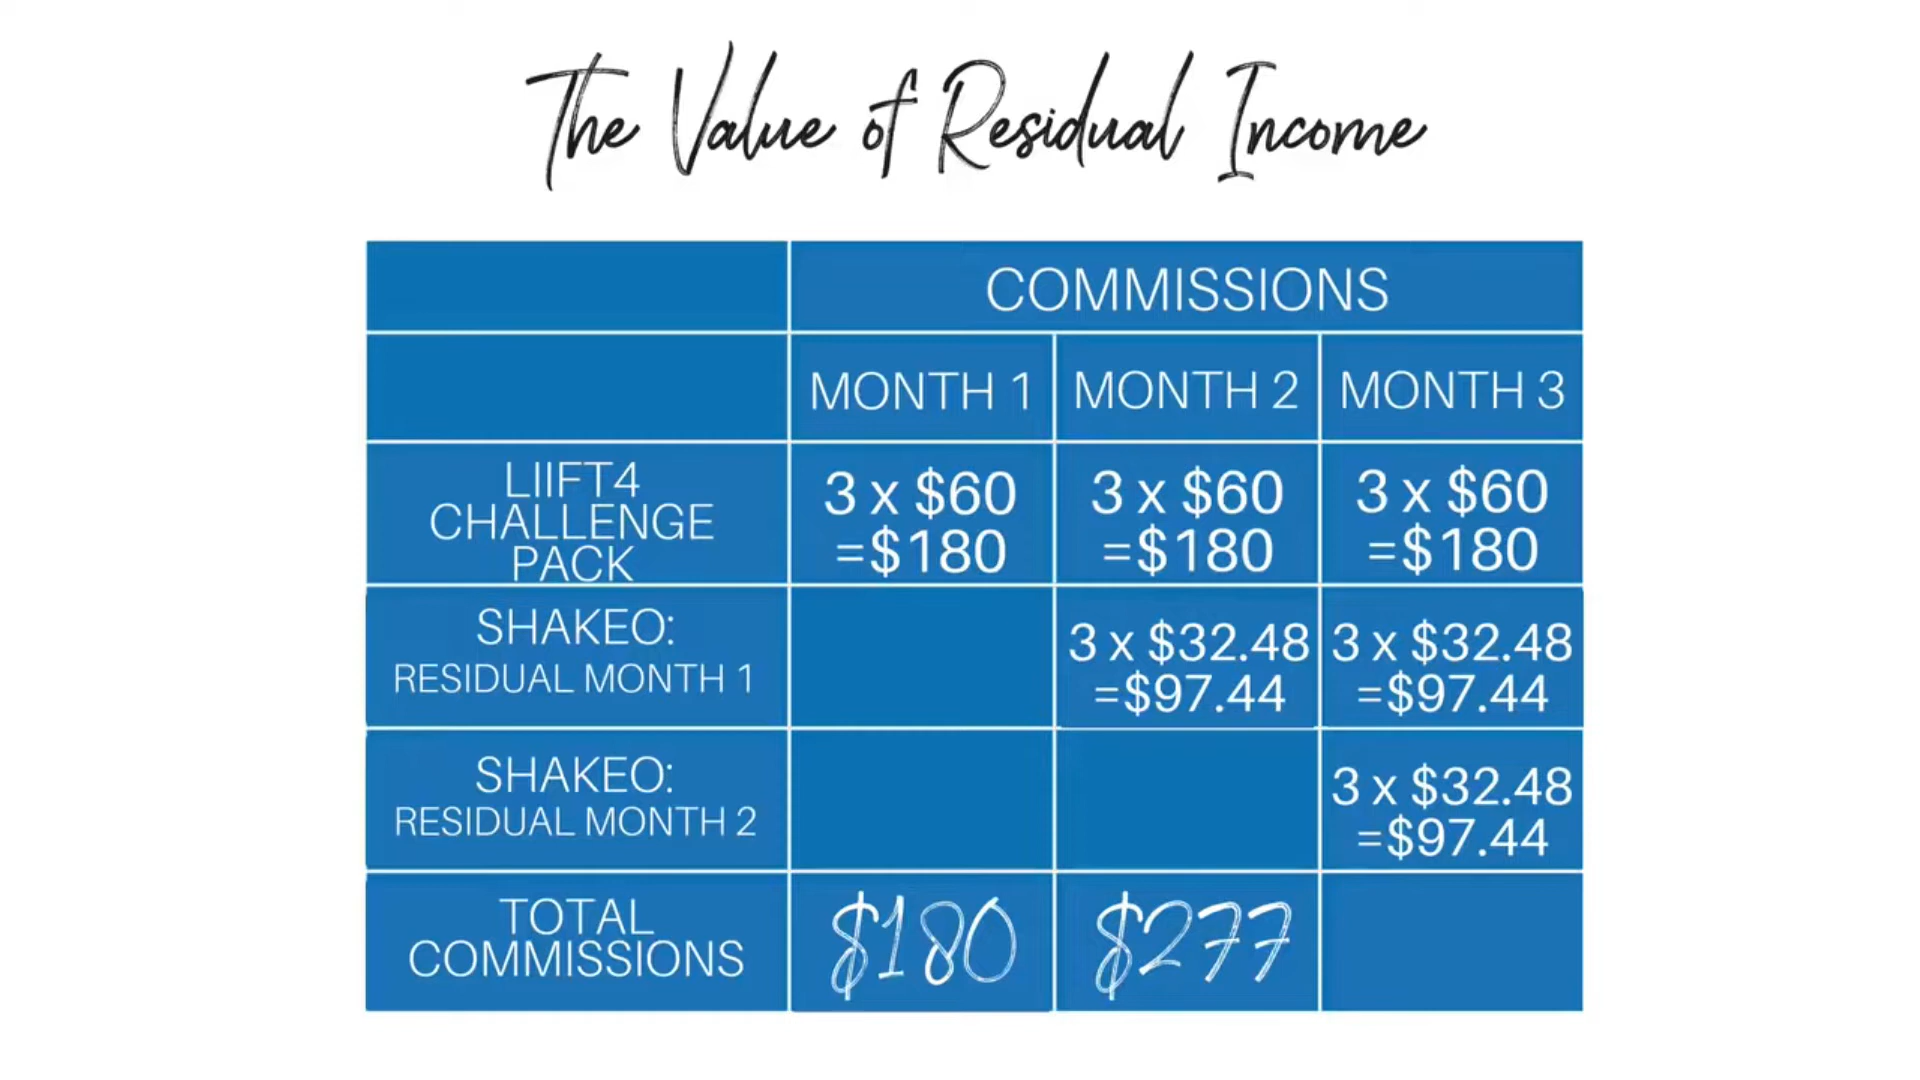 The Value of Residual Income
COMMISSIONS
MONTH 1 MONTH 2 MONTH 3
LIIFT4
CHALLENGE
PACK
3 x $60
=$180
3 x $60
=$180
3 x $60
=$180
SHAKEO:
RESIDUAL MONTH 1
3 x $32.48
=$97.44
3 x $32.48
=$97.44
SHAKEO:
RESIDUAL MONTH 2
3 x $32.48
=$97.44
TOTAL
COMMISSIONS
$180
$277